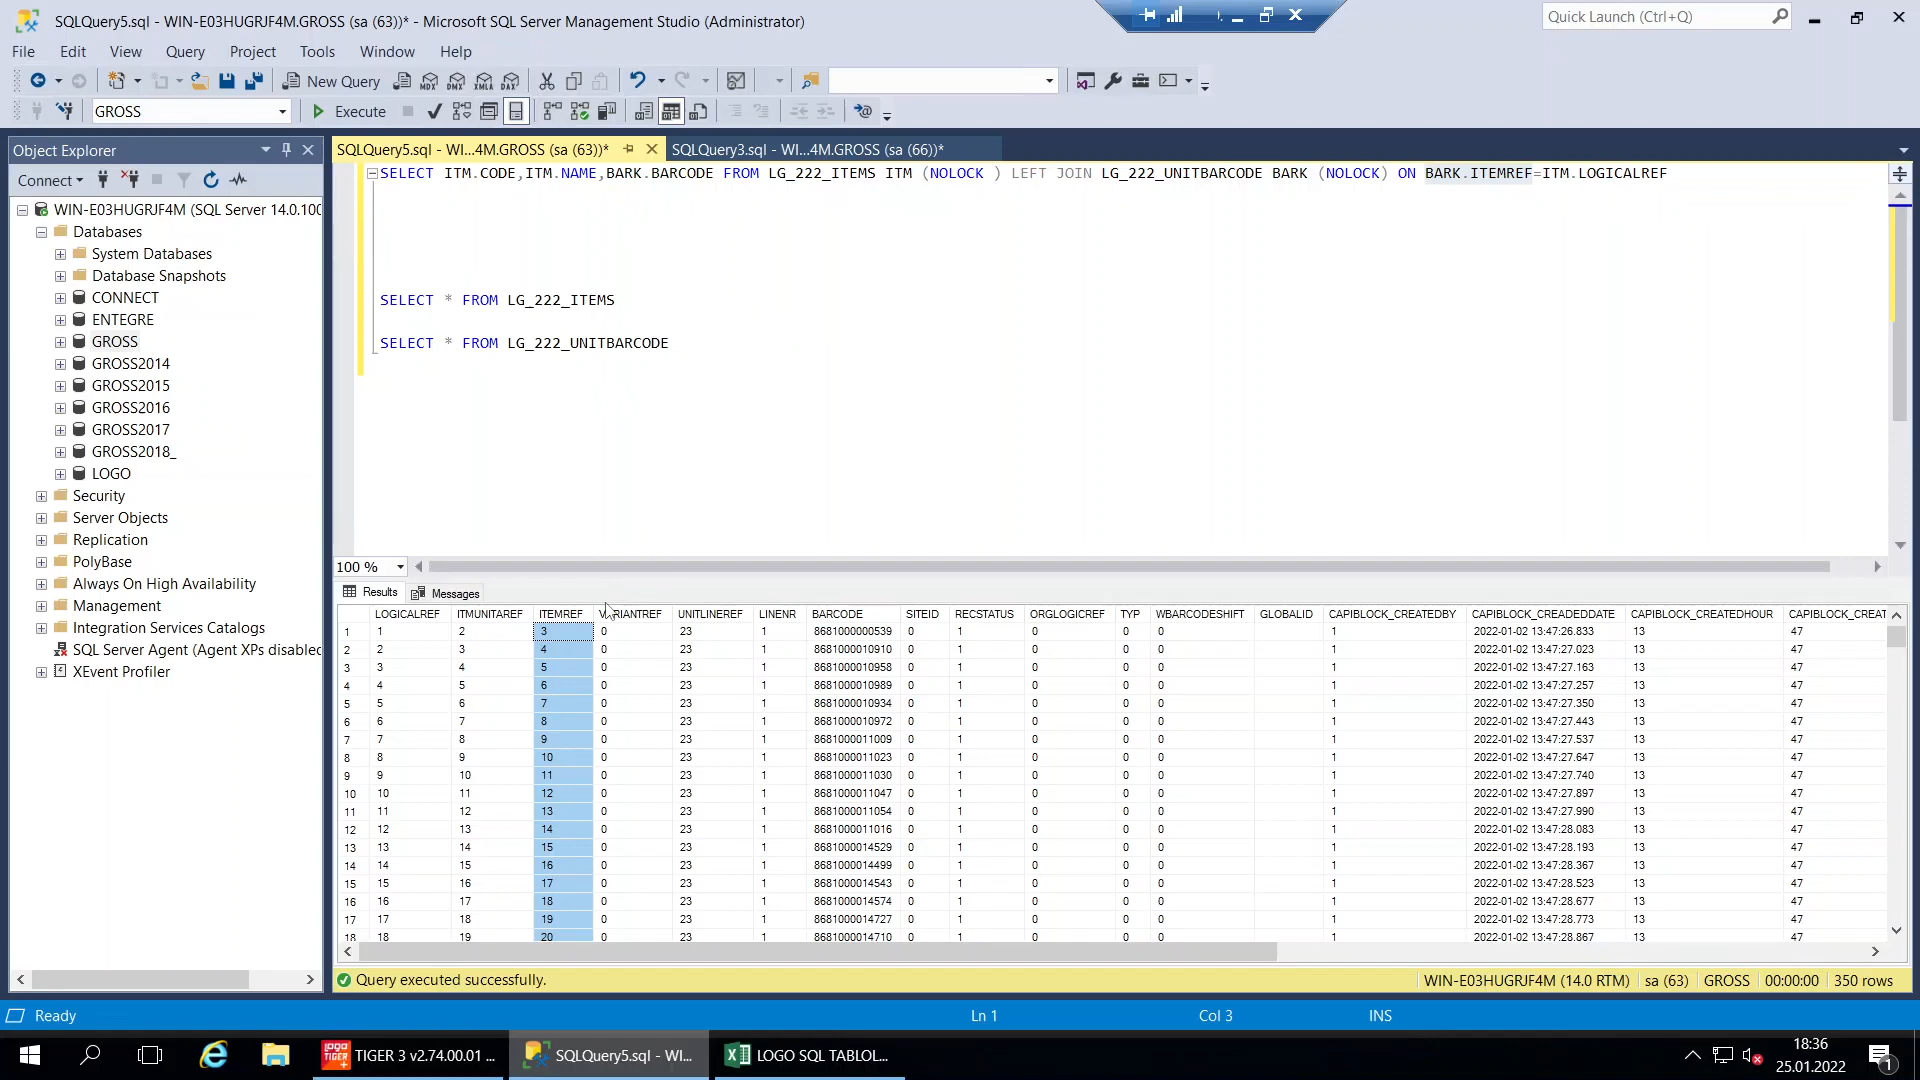 SQLQuery5.sql - WIN-E03HUGRJF4M.GROSS (sa (63))* - Microsoft SQL Server Management Studio (Administrator)
Quick Launch (Ctrl+Q)
File Edit View Query Project Tools Window Help
New Query
GROSS Execute
Object Explorer
SQLQuery5.sql - WI...4M.GROSS (sa (63))* SQLQuery3.sql - WI...4M.GROSS (sa (66))*
Connect
WIN-E03HUGRJF4M (SQL Server 14.0.100
Databases
System Databases
Database Snapshots
CONNECT
ENTEGRE
GROSS
GROSS2014
GROSS2015
GROSS2016
GROSS2017
GROSS2018_
LOGO
Security
Server Objects
Replication
PolyBase
Always On High Availability
Management
Integration Services Catalogs
SQL Server Agent (Agent XPs disabled
XEvent Profiler
SELECT ITM.CODE,ITM.NAME,BARK.BARCODE FROM LG_222_ITEMS ITM (NOLOCK ) LEFT JOIN LG_222_UNITBARCODE BARK (NOLOCK) ON BARK.ITEMREF=ITM.LOGICALREF
SELECT * FROM LG_222_ITEMS
SELECT * FROM LG_222_UNITBARCODE
100 %
Results Messages
LOGICALREF ITMUNITAREF ITEMREF VARIANTREF UNITLINEREF LINENR BARCODE SITEID RECSTATUS ORGLOGICREF TYP WBARCODESHIFT GLOBALID CAPIBLOCK_CREATEDBY CAPIBLOCK_CREADEDDATE CAPIBLOCK_CREATEDHOUR CAPIBLOCK_CREAT
1 1 2 3 0 23 1 8681000000539 0 1 0 0 0 1 2022-01-02 13:47:26.833 13 47
2 2 3 4 0 23 1 8681000010910 0 1 0 0 0 1 2022-01-02 13:47:27.023 13 47
3 3 4 5 0 23 1 8681000010958 0 1 0 0 0 1 2022-01-02 13:47:27.163 13 47
4 4 5 6 0 23 1 8681000010989 0 1 0 0 0 1 2022-01-02 13:47:27.257 13 47
5 5 6 7 0 23 1 8681000010934 0 1 0 0 0 1 2022-01-02 13:47:27.350 13 47
6 6 7 8 0 23 1 8681000010972 0 1 0 0 0 1 2022-01-02 13:47:27.443 13 47
7 7 8 9 0 23 1 8681000011009 0 1 0 0 0 1 2022-01-02 13:47:27.537 13 47
8 8 9 10 0 23 1 8681000011023 0 1 0 0 0 1 2022-01-02 13:47:27.647 13 47
9 9 10 11 0 23 1 8681000011030 0 1 0 0 0 1 2022-01-02 13:47:27.740 13 47
10 10 11 12 0 23 1 8681000011047 0 1 0 0 0 1 2022-01-02 13:47:27.897 13 47
11 11 12 13 0 23 1 8681000011054 0 1 0 0 0 1 2022-01-02 13:47:27.990 13 47
12 12 13 14 0 23 1 8681000011016 0 1 0 0 0 1 2022-01-02 13:47:28.083 13 47
13 13 14 15 0 23 1 8681000014529 0 1 0 0 0 1 2022-01-02 13:47:28.193 13 47
14 14 15 16 0 23 1 8681000014499 0 1 0 0 0 1 2022-01-02 13:47:28.367 13 47
15 15 16 17 0 23 1 8681000014543 0 1 0 0 0 1 2022-01-02 13:47:28.523 13 47
16 16 17 18 0 23 1 8681000014574 0 1 0 0 0 1 2022-01-02 13:47:28.677 13 47
17 17 18 19 0 23 1 8681000014727 0 1 0 0 0 1 2022-01-02 13:47:28.773 13 47
18 18 19 20 0 23 1 8681000014710 0 1 0 0 0 1 2022-01-02 13:47:28.867 13 47
Query executed successfully. WIN-E03HUGRJF4M (14.0 RTM) sa (63) GROSS 00:00:00 350 rows
Ready Ln 1 Col 3 INS
TIGER 3 v2.74.00.01 ... SQLQuery5.sql - WI... LOGO SQL TABLOL...
18:36
25.01.2022
1